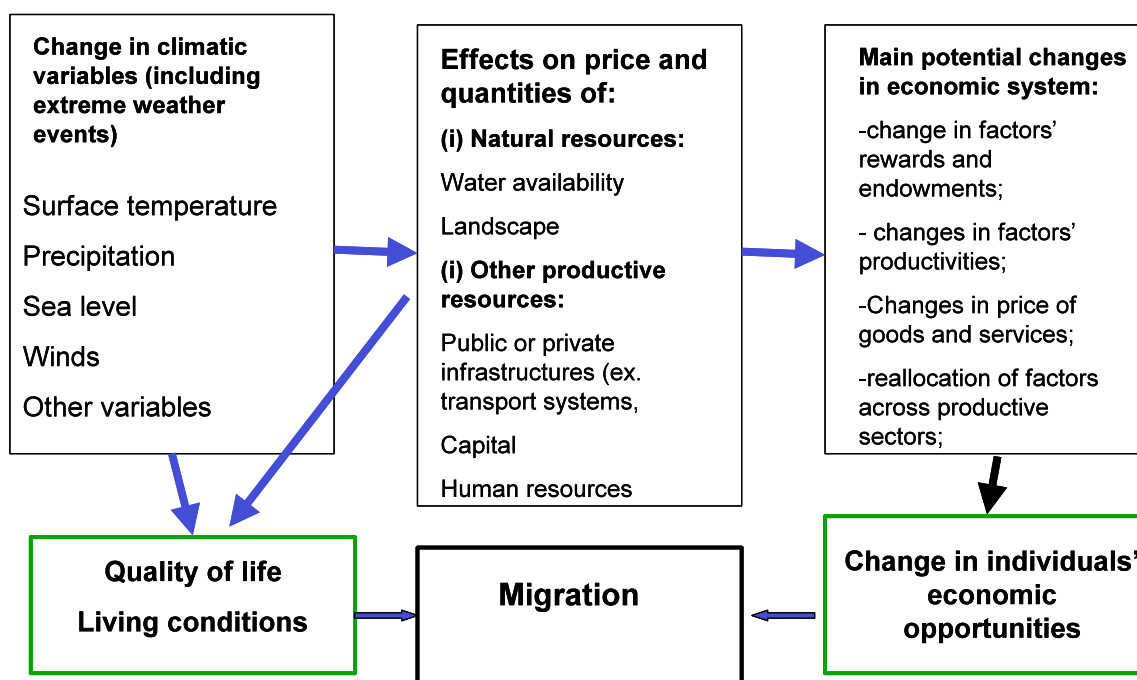 Change in climatic
variables (including
extreme weather
events)
Surface temperature
Precipitation
Sea level
Winds
Other variables
Effects on price and
quantities of:
(i) Natural resources:
Water availability
Landscape
(i) Other productive
resources:
Public or private
infrastructures (ex.
transport systems,
Capital
Human resources
Main potential changes
in economic system:
-change in factors’
rewards and
endowments;
- changes in factors’
productivities;
-Changes in price of
goods and services;
-reallocation of factors
across productive
sectors;
Quality of life
Living conditions
Migration
Change in individuals’
economic
opportunities